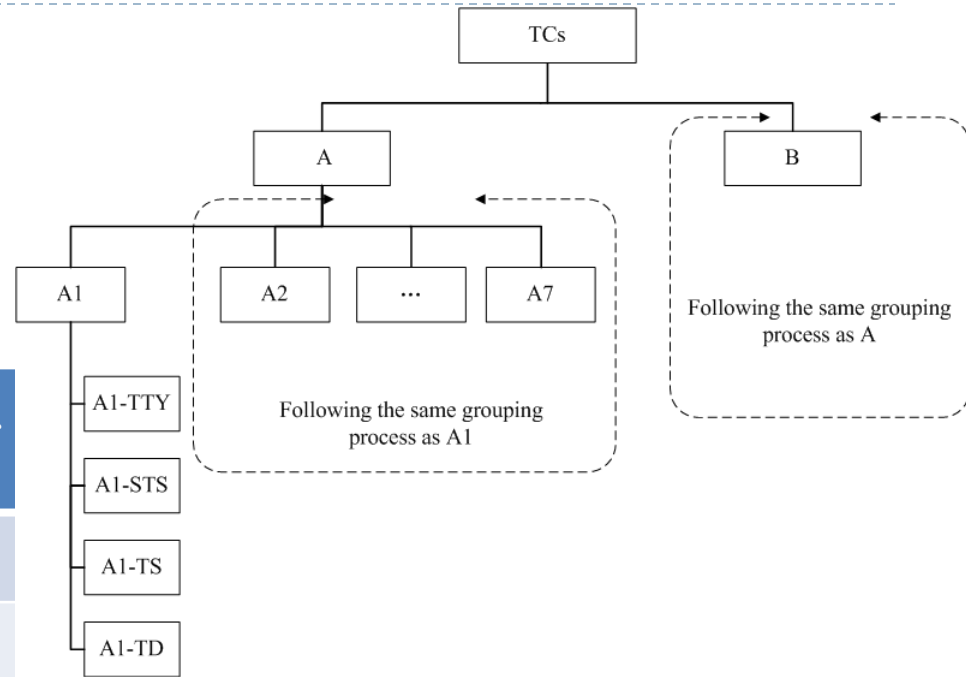 TCs
A
B
A1
A2
...
A7
Following the same grouping
process as A
A1-TTY
Following the same grouping
process as A1
A1-STS
A1-TS
A1-TD